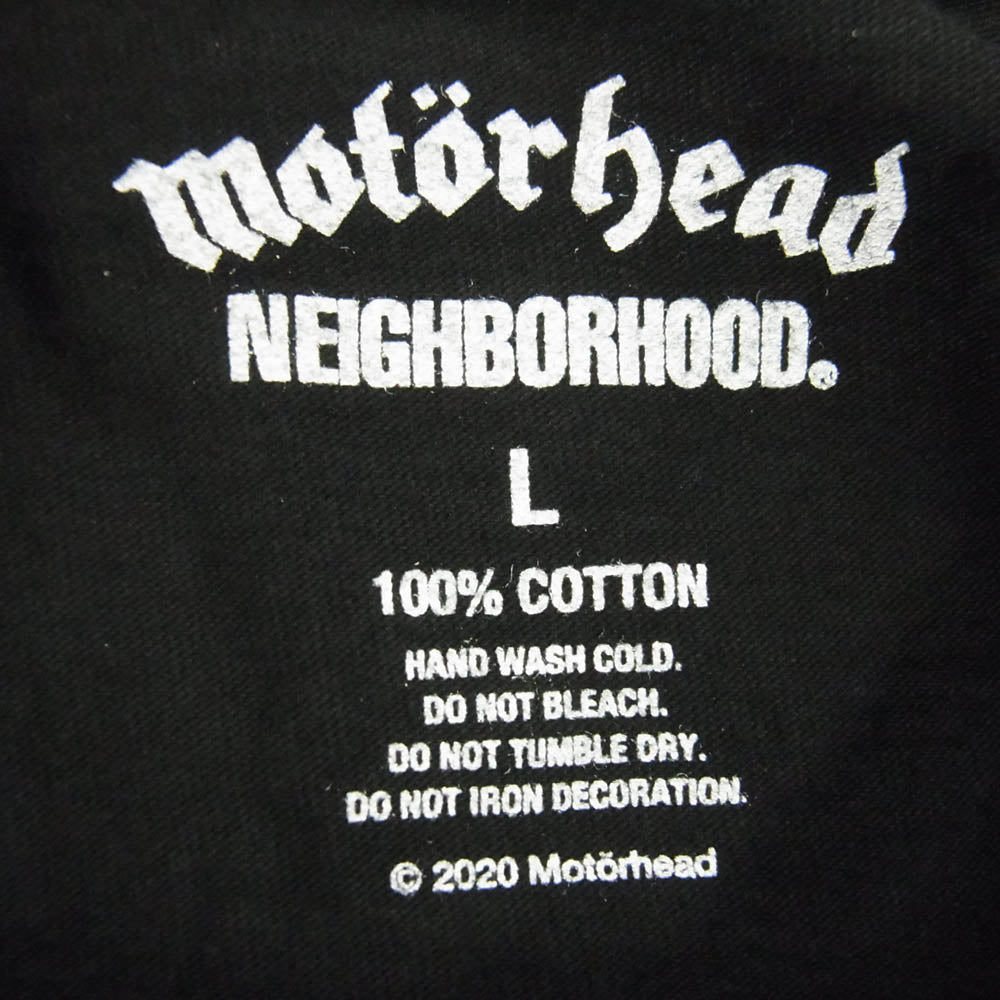 Motörhead
NEIGHBORHOOD®
L
100% COTTON
HAND WASH COLD.
DO NOT BLEACH.
DO NOT TUMBLE DRY.
DO NOT IRON DECORATION.
© 2020 Motörhead